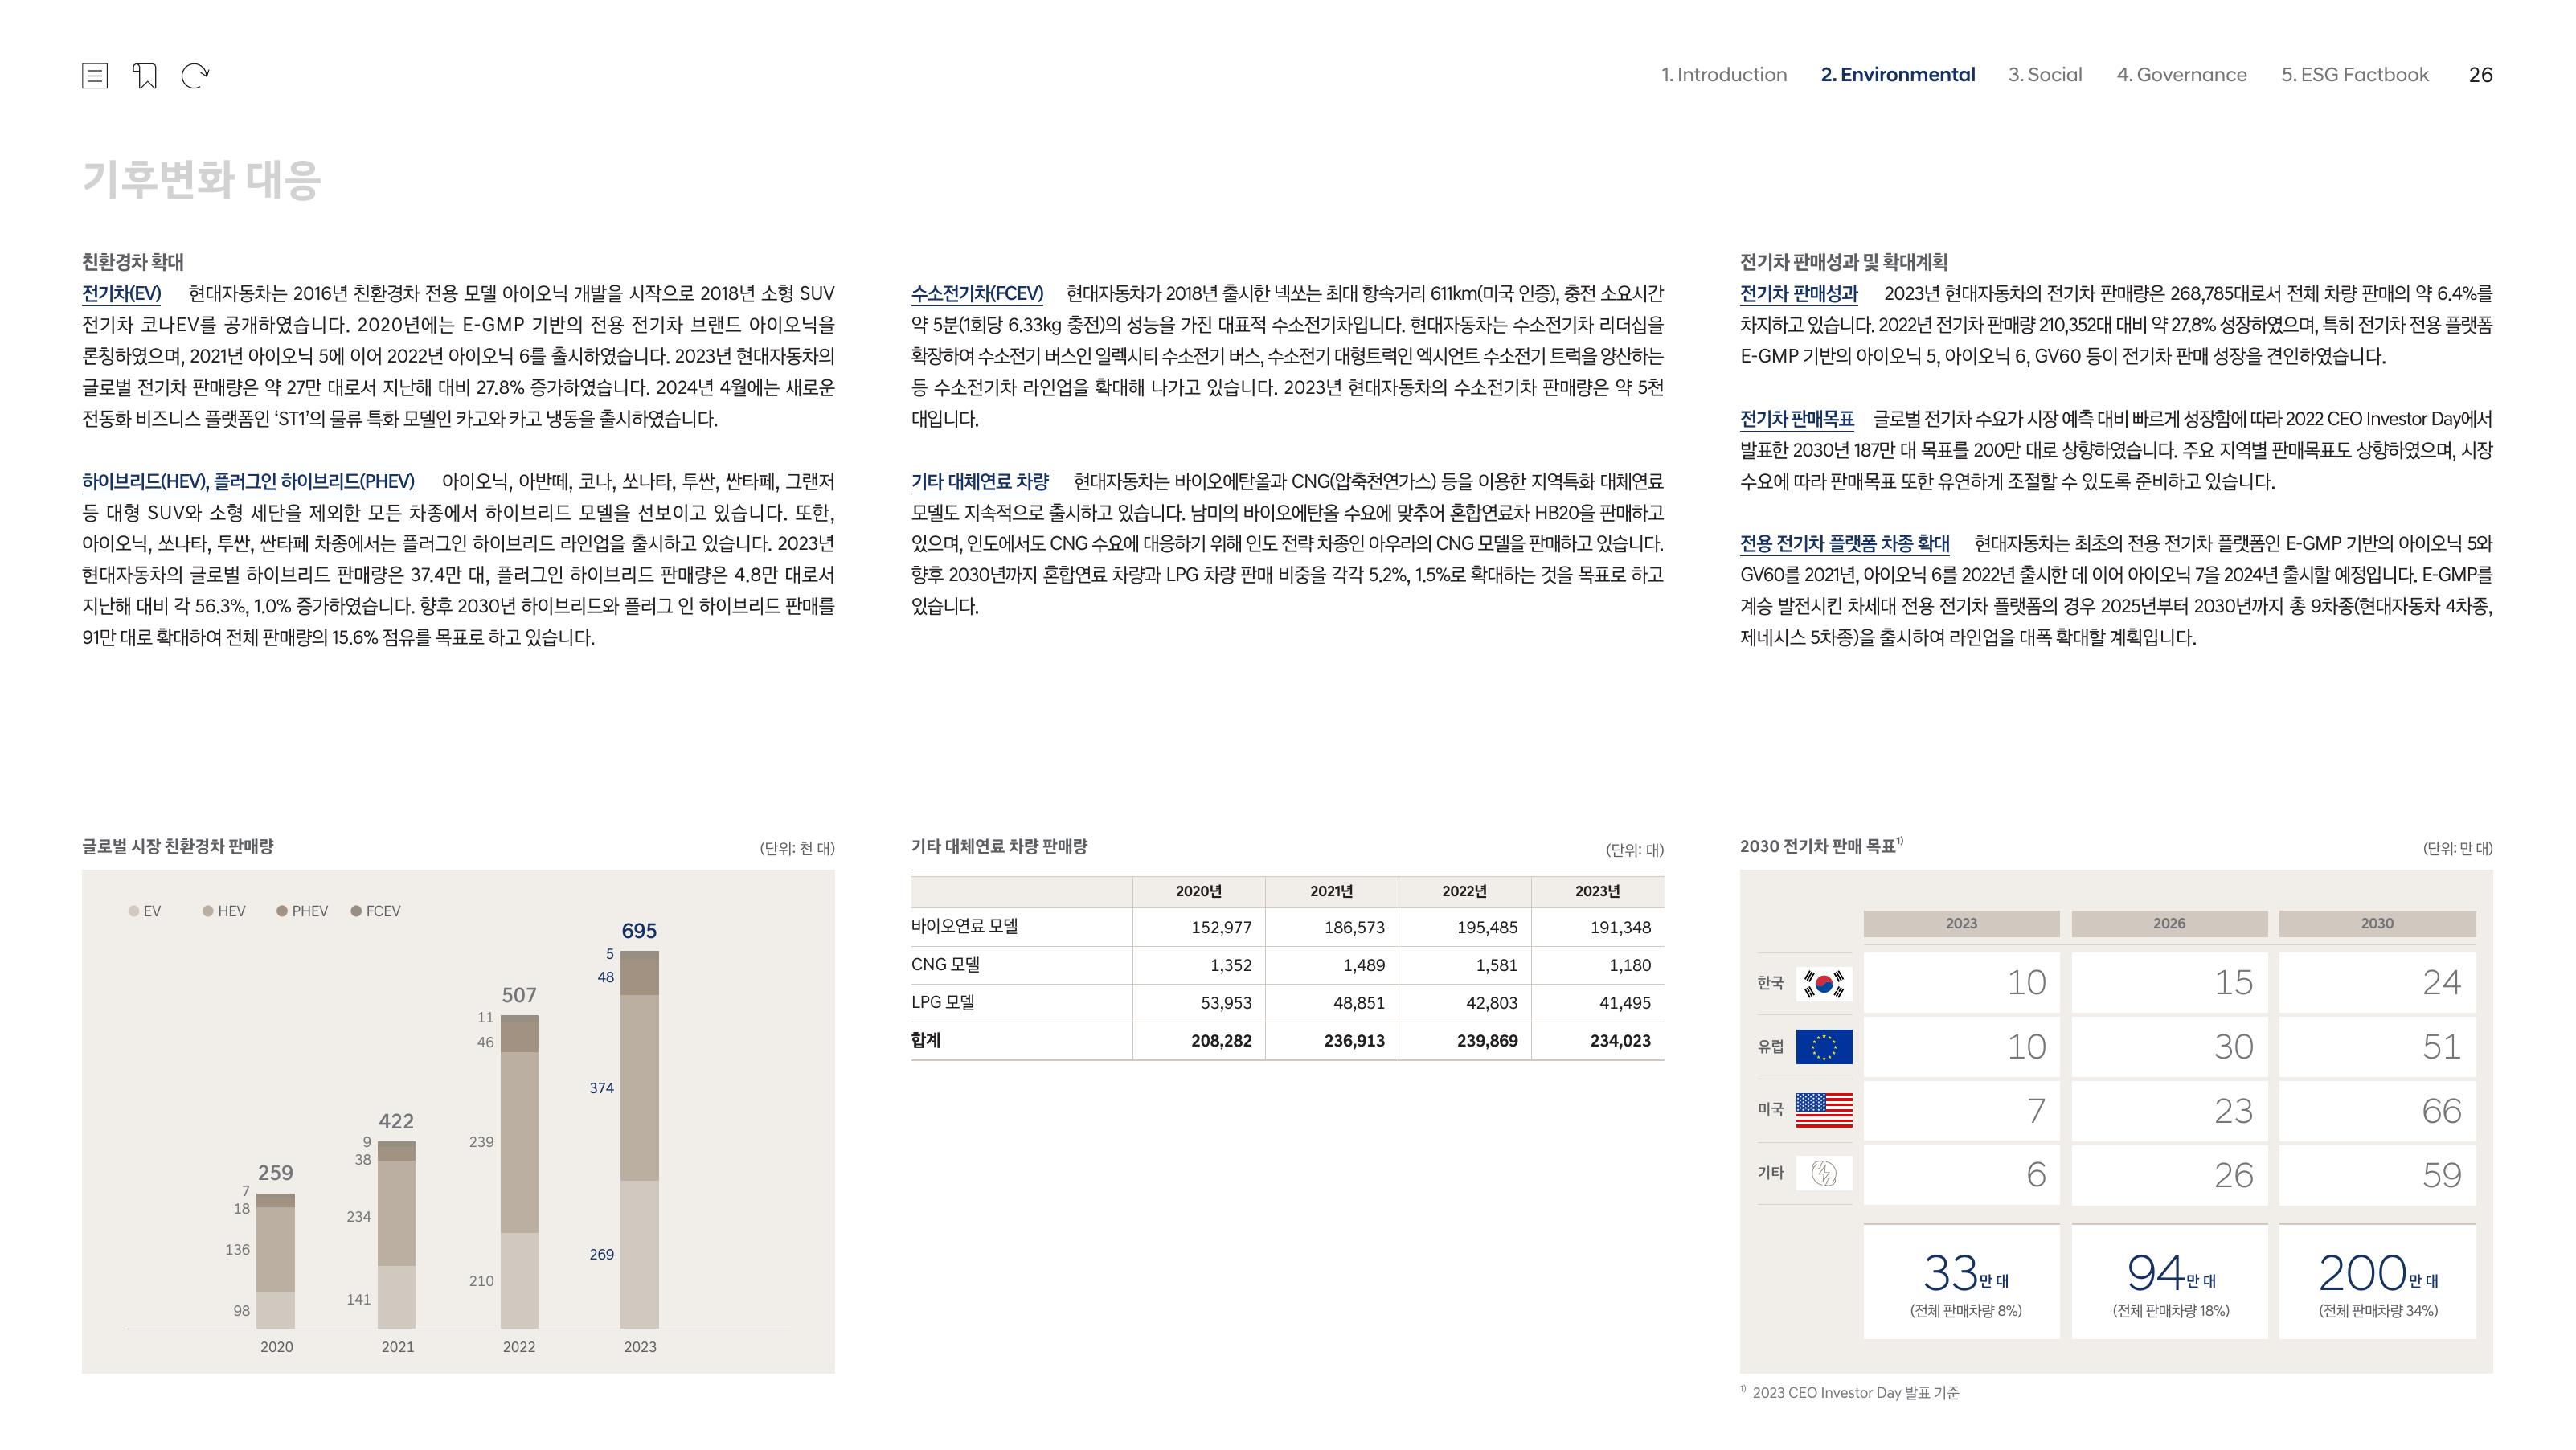 1. Introduction 2. Environmental 3. Social 4. Governance 5. ESG Factbook 26
기후변화 대응
친환경차 확대
전기차(EV) 현대자동차는 2016년 친환경차 전용 모델 아이오닉 개발을 시작으로 2018년 소형 SUV
전기차 코나EV를 공개하였습니다. 2020년에는 E-GMP 기반의 전용 전기차 브랜드 아이오닉을
론칭하였으며, 2021년 아이오닉 5에 이어 2022년 아이오닉 6를 출시하였습니다. 2023년 현대자동차의
글로벌 전기차 판매량은 약 27만 대로서 지난해 대비 27.8% 증가하였습니다. 2024년 4월에는 새로운
전동화 비즈니스 플랫폼인 ‘ST1’의 물류 특화 모델인 카고와 카고 냉동을 출시하였습니다.
하이브리드(HEV), 플러그인 하이브리드(PHEV) 아이오닉, 아반떼, 코나, 쏘나타, 투싼, 싼타페, 그랜저
등 대형 SUV와 소형 세단을 제외한 모든 차종에서 하이브리드 모델을 선보이고 있습니다. 또한,
아이오닉, 쏘나타, 투싼, 싼타페 차종에서는 플러그인 하이브리드 라인업을 출시하고 있습니다. 2023년
현대자동차의 글로벌 하이브리드 판매량은 37.4만 대, 플러그인 하이브리드 판매량은 4.8만 대로서
지난해 대비 각 56.3%, 1.0% 증가하였습니다. 향후 2030년 하이브리드와 플러그 인 하이브리드 판매를
91만 대로 확대하여 전체 판매량의 15.6% 점유를 목표로 하고 있습니다.
수소전기차(FCEV) 현대자동차가 2018년 출시한 넥쏘는 최대 항속거리 611km(미국 인증), 충전 소요시간
약 5분(1회당 6.33kg 충전)의 성능을 가진 대표적 수소전기차입니다. 현대자동차는 수소전기차 리더십을
확장하여 수소전기 버스인 일렉시티 수소전기 버스, 수소전기 대형트럭인 엑시언트 수소전기 트럭을 양산하는
등 수소전기차 라인업을 확대해 나가고 있습니다. 2023년 현대자동차의 수소전기차 판매량은 약 5천
대입니다.
기타 대체연료 차량 현대자동차는 바이오에탄올과 CNG(압축천연가스) 등을 이용한 지역특화 대체연료
모델도 지속적으로 출시하고 있습니다. 남미의 바이오에탄올 수요에 맞추어 혼합연료차 HB20을 판매하고
있으며, 인도에서도 CNG 수요에 대응하기 위해 인도 전략 차종인 아우라의 CNG 모델을 판매하고 있습니다.
향후 2030년까지 혼합연료 차량과 LPG 차량 판매 비중을 각각 5.2%, 1.5%로 확대하는 것을 목표로 하고
있습니다.
전기차 판매성과 및 확대계획
전기차 판매성과 2023년 현대자동차의 전기차 판매량은 268,785대로서 전체 차량 판매의 약 6.4%를
차지하고 있습니다. 2022년 전기차 판매량 210,352대 대비 약 27.8% 성장하였으며, 특히 전기차 전용 플랫폼
E-GMP 기반의 아이오닉 5, 아이오닉 6, GV60 등이 전기차 판매 성장을 견인하였습니다.
전기차 판매목표 글로벌 전기차 수요가 시장 예측 대비 빠르게 성장함에 따라 2022 CEO Investor Day에서
발표한 2030년 187만 대 목표를 200만 대로 상향하였습니다. 주요 지역별 판매목표도 상향하였으며, 시장
수요에 따라 판매목표 또한 유연하게 조절할 수 있도록 준비하고 있습니다.
전용 전기차 플랫폼 차종 확대 현대자동차는 최초의 전용 전기차 플랫폼인 E-GMP 기반의 아이오닉 5와
GV60를 2021년, 아이오닉 6를 2022년 출시한 데 이어 아이오닉 7을 2024년 출시할 예정입니다. E-GMP를
계승 발전시킨 차세대 전용 전기차 플랫폼의 경우 2025년부터 2030년까지 총 9차종(현대자동차 4차종,
제네시스 5차종)을 출시하여 라인업을 대폭 확대할 계획입니다.
글로벌 시장 친환경차 판매량 (단위: 천 대)
EV HEV PHEV FCEV
259
7
18
136
98
2020
422
9
38
234
141
2021
507
11
46
239
210
2022
695
5
48
374
269
2023
기타 대체연료 차량 판매량 (단위: 대)
2020년 2021년 2022년 2023년
바이오연료 모델 152,977 186,573 195,485 191,348
CNG 모델 1,352 1,489 1,581 1,180
LPG 모델 53,953 48,851 42,803 41,495
합계 208,282 236,913 239,869 234,023
2030 전기차 판매 목표1) (단위: 만 대)
2023 2026 2030
한국 10 15 24
유럽 10 30 51
미국 7 23 66
기타 6 26 59
33만 대 94만 대 200만 대
(전체 판매차량 8%) (전체 판매차량 18%) (전체 판매차량 34%)
1) 2023 CEO Investor Day 발표 기준